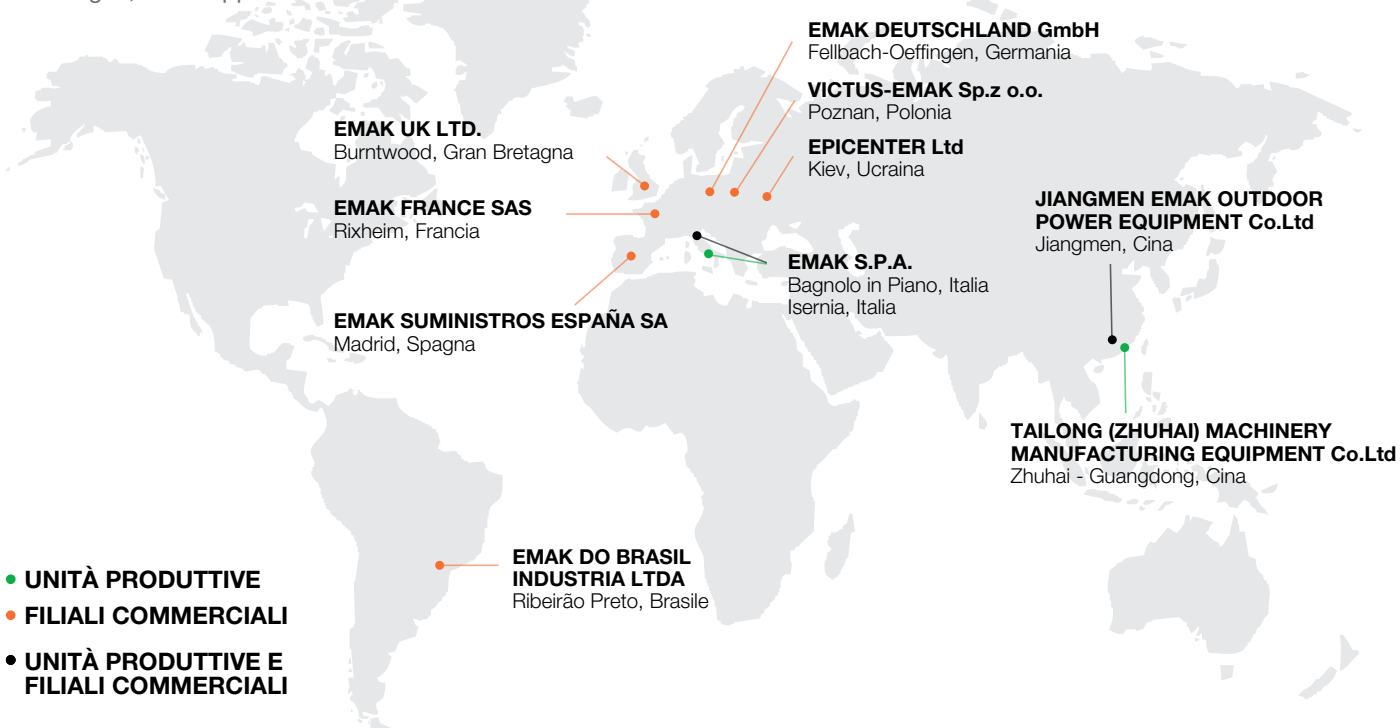 EMAK DEUTSCHLAND GmbH
Fellbach-Oeffingen, Germania
VICTUS-EMAK Sp.z o.o.
Poznan, Polonia
EMAK UK LTD.
Burntwood, Gran Bretagna
EPICENTER Ltd
Kiev, Ucraina
EMAK FRANCE SAS
Rixheim, Francia
JIANGMEN EMAK OUTDOOR
POWER EQUIPMENT Co.Ltd
Jiangmen, Cina
EMAK S.P.A.
Bagnolo in Piano, Italia
Isernia, Italia
EMAK SUMINISTROS ESPAÑA SA
Madrid, Spagna
TAILONG (ZHUHAI) MACHINERY
MANUFACTURING EQUIPMENT Co.Ltd
Zhuhai - Guangdong, Cina
EMAK DO BRASIL
INDUSTRIA LTDA
Ribeirão Preto, Brasile
UNITÀ PRODUTTIVE
FILIALI COMMERCIALI
UNITÀ PRODUTTIVE E
FILIALI COMMERCIALI